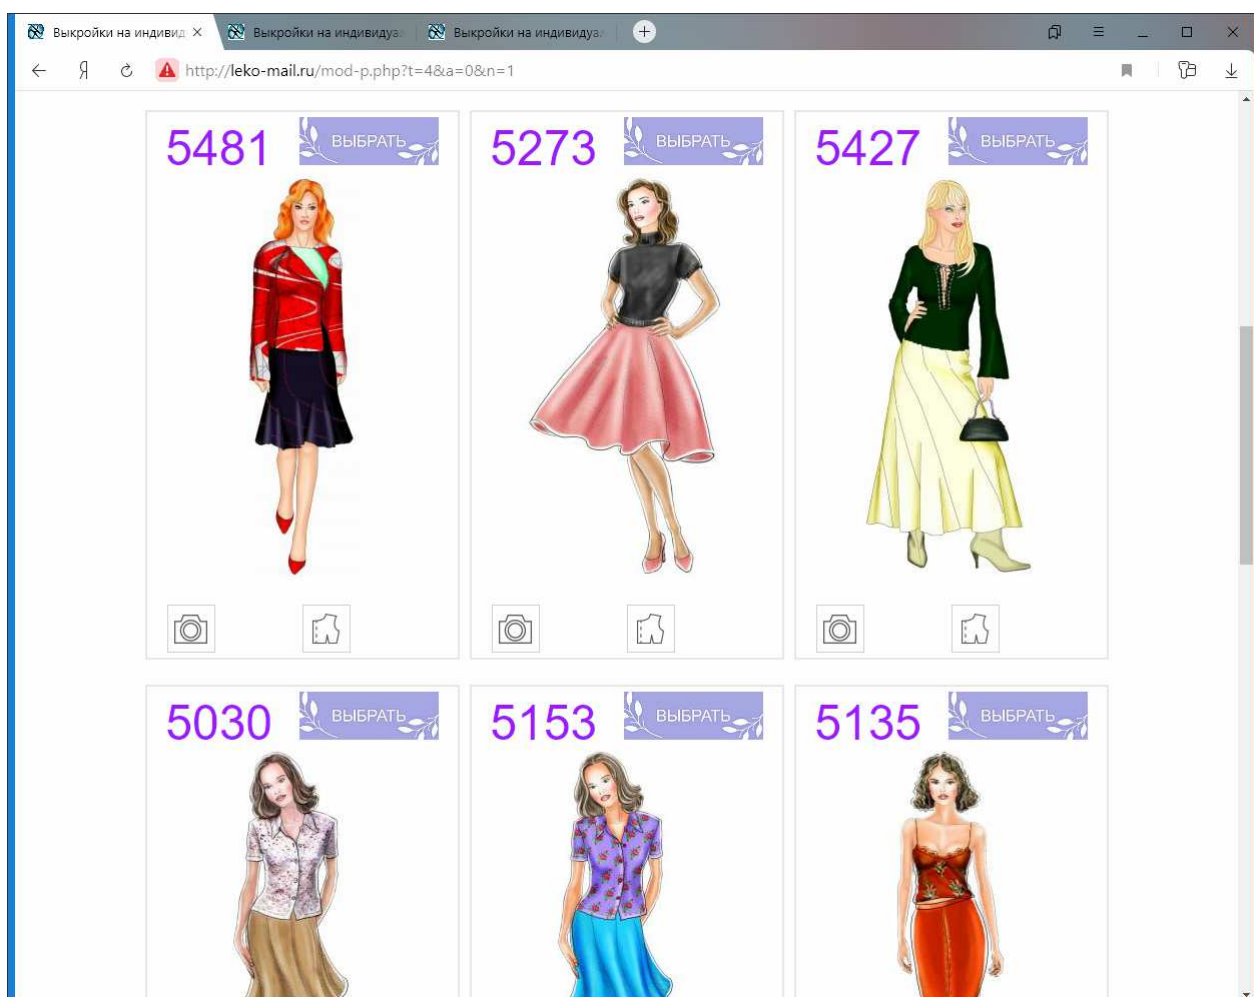 Выкройки на индивид
Выкройки на индивидуа
Выкройки на индивидуа
http://leko-mail.ru/mod-p.php?t=4&a=0&n=1
5481 ВЫБРАТЬ
5273 ВЫБРАТЬ
5427 ВЫБРАТЬ
5030 ВЫБРАТЬ
5153 ВЫБРАТЬ
5135 ВЫБРАТЬ